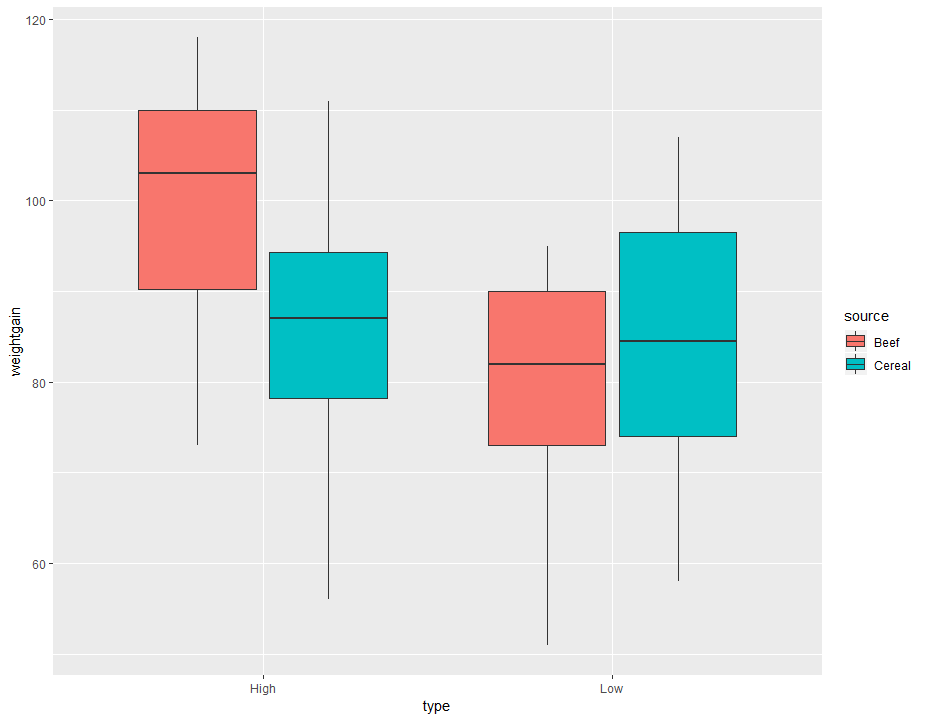 120
100
80
60
weightgain
High
Low
type
source
Beef
Cereal